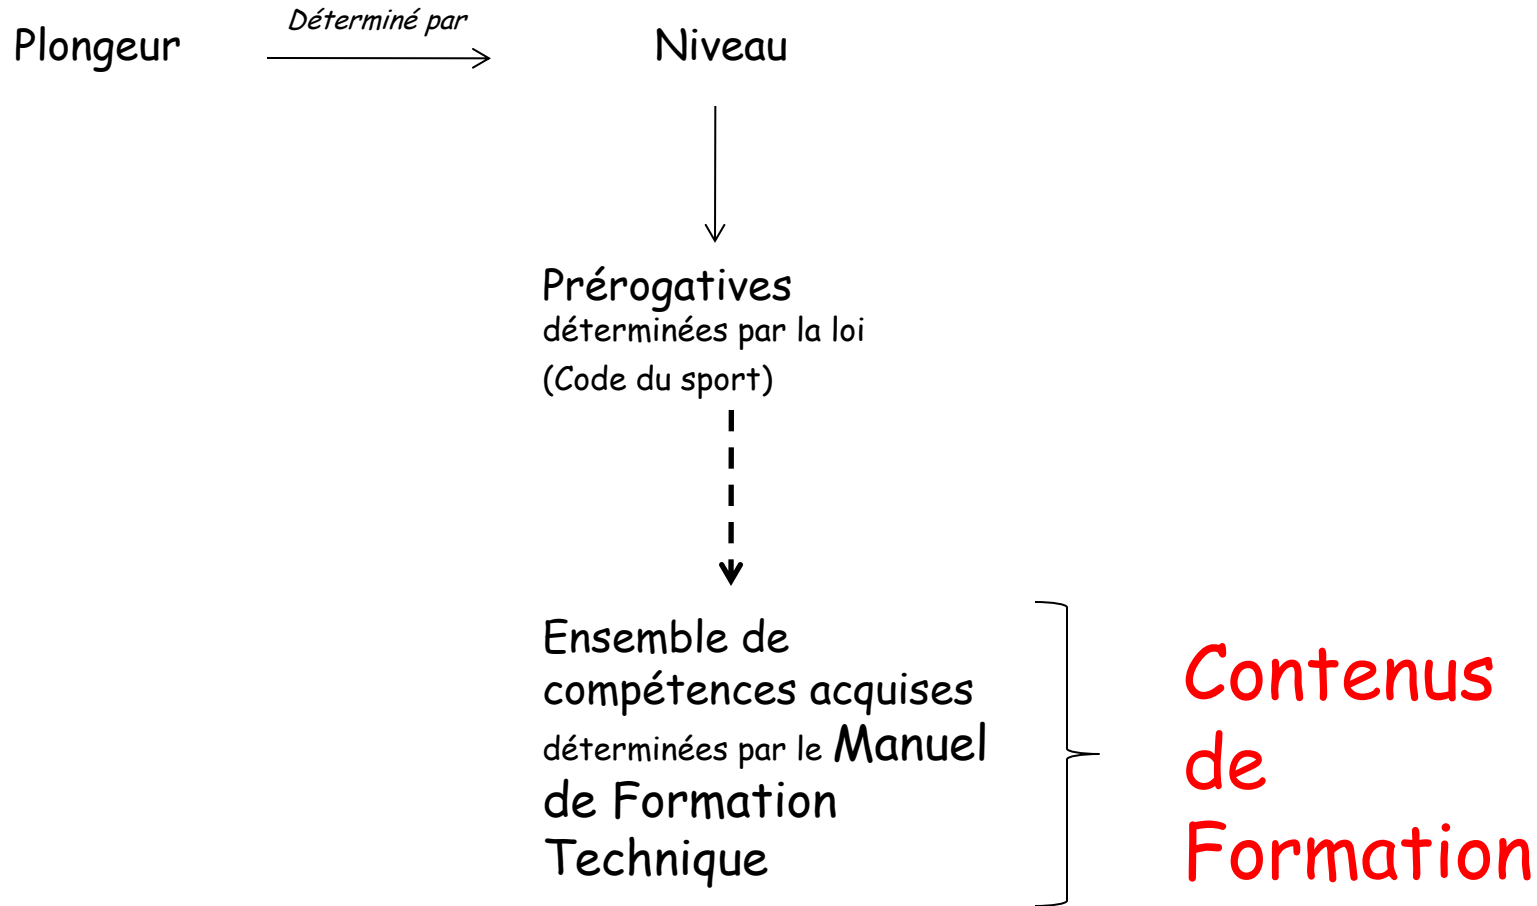 Déterminé par
Plongeur
Niveau
Prérogatives
déterminées par la loi
(Code du sport)
Ensemble de
compétences acquises
déterminées par le Manuel
de Formation
Technique
Contenus
de
Formation